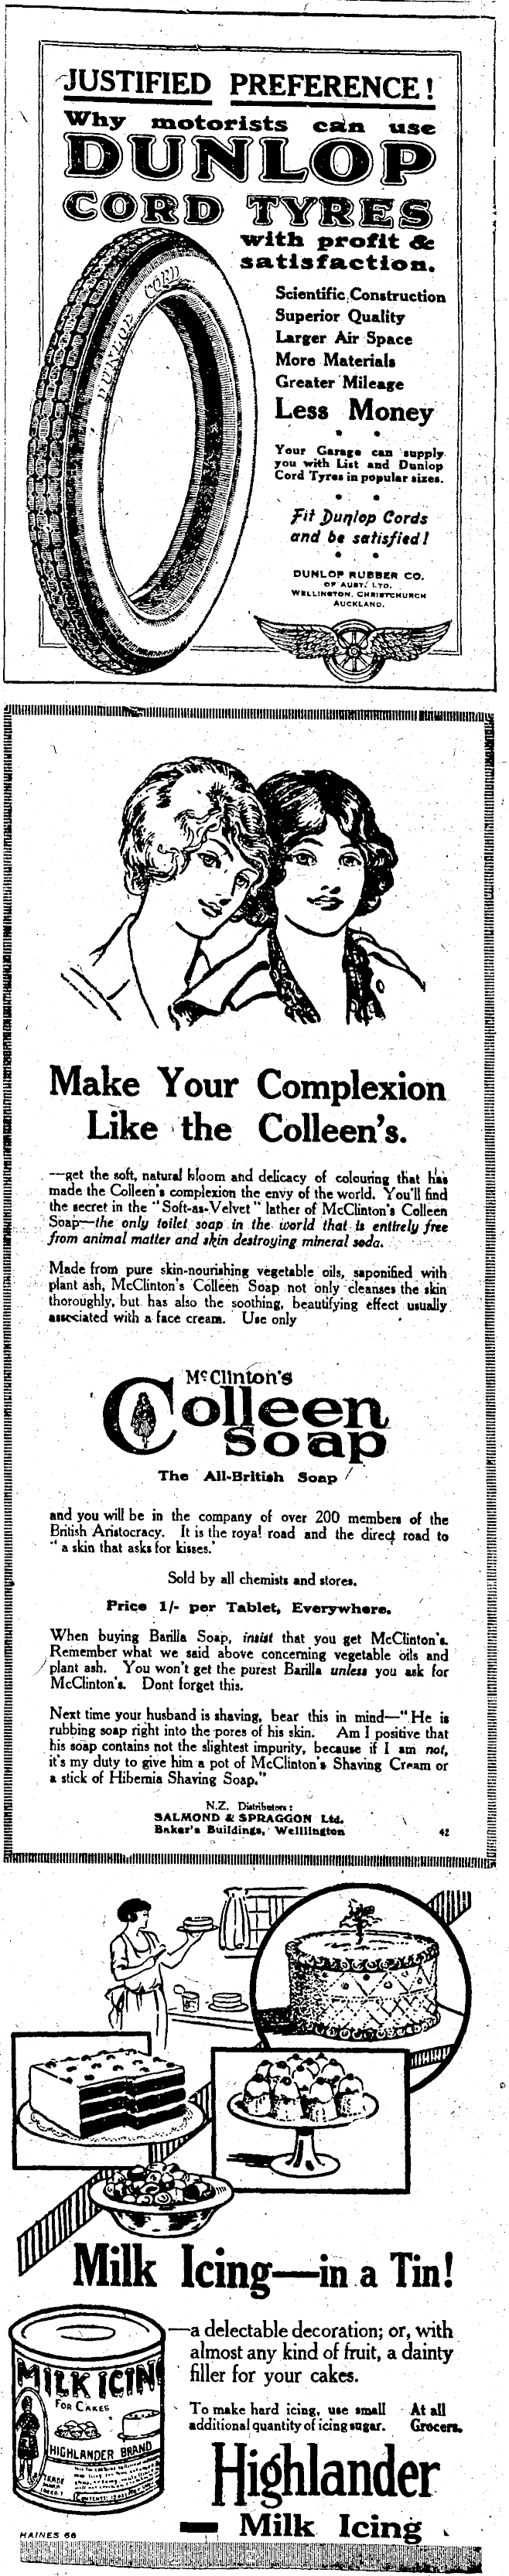 JUSTIFIED PREFERENCE!
Why motorists can use
DUNLOP
CORD TYRES
with profit &
satisfaction.
DUNLOP CORD
Scientific Construction
Superior Quality
Larger Air Space
More Materials
Greater Mileage
Less Money
Your Garage can supply
you with List and Dunlop
Cord Tyres in popular sizes.
Fit Dunlop Cords
and be satisfied!
DUNLOP RUBBER CO.
OF AUST. LTD.
WELLINGTON. CHRISTCHURCH
AUCKLAND.
Make Your Complexion
Like the Colleen's.
—get the soft, natural bloom and delicacy of colouring that has
made the Colleen's complexion the envy of the world. You'll find
the secret in the "Soft-as-Velvet" lather of McClinton's Colleen
Soap—the only toilet soap in the world that is entirely free
from animal matter and skin destroying mineral soda.
Made from pure skin-nourishing vegetable oils, saponified with
plant ash, McClinton's Colleen Soap not only cleanses the skin
thoroughly, but has also the soothing, beautifying effect usually
associated with a face cream. Use only
McClinton's
Colleen
Soap
The All-British Soap
and you will be in the company of over 200 members of the
British Aristocracy. It is the royal road and the direct road to
"a skin that asks for kisses.'
Sold by all chemists and stores.
Price 1/- per Tablet, Everywhere.
When buying Barilla Soap, insist that you get McClinton's.
Remember what we said above concerning vegetable oils and
plant ash. You won't get the purest Barilla unless you ask for
McClinton's. Dont forget this.
Next time your husband is shaving, bear this in mind—"He is
rubbing soap right into the pores of his skin. Am I positive that
his soap contains not the slightest impurity, because if I am not,
it's my duty to give him a pot of McClinton's Shaving Cream or
a stick of Hibernia Shaving Soap."
N.Z. Distributors:
SALMOND & SPRAGGON Ltd.
Baker's Buildings, Welllington 42
Milk Icing—in a Tin!
—a delectable decoration; or, with
almost any kind of fruit, a dainty
filler for your cakes.
MILK ICIN
FOR CAKES
HIGHLANDER BRAND
TRADE
MARK
To make hard icing, use small
additional quantity of icing sugar.
At all
Grocers.
Highlander
Milk Icing
HAINES 66